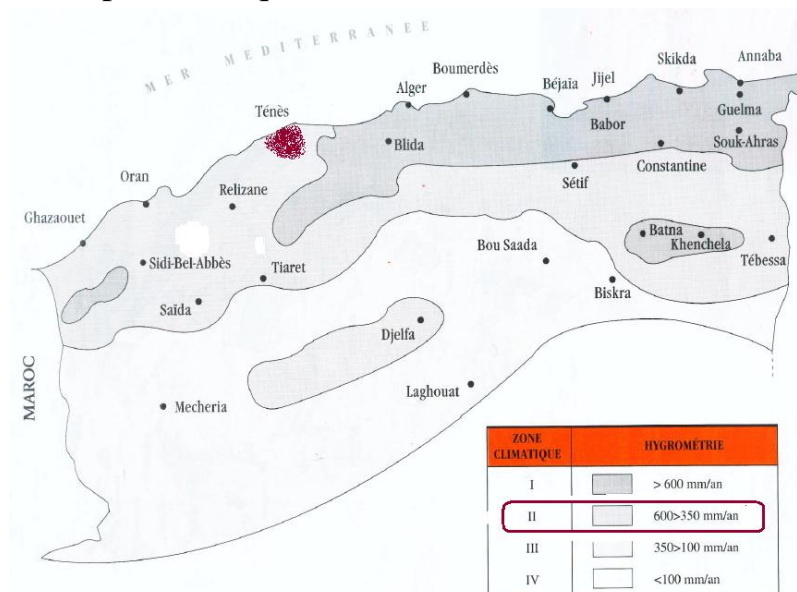 MER MEDITERRANEE
Annaba
Skikda
Boumerdès
Jijel
Béjaïa
Alger
Guelma
Ténès
Babor
Blida
Souk-Ahras
Constantine
Oran
Sétif
Relizane
Ghazaouet
Batna
Khenchela
Bou Saada
Sidi-Bel-Abbès
Tiaret
Tébessa
Biskra
Saïda
Djelfa
MAROC
Laghouat
Mecheria
ZONE CLIMATIQUE HYGROMÉTRIE
I > 600 mm/an
II 600>350 mm/an
III 350>100 mm/an
IV <100 mm/an